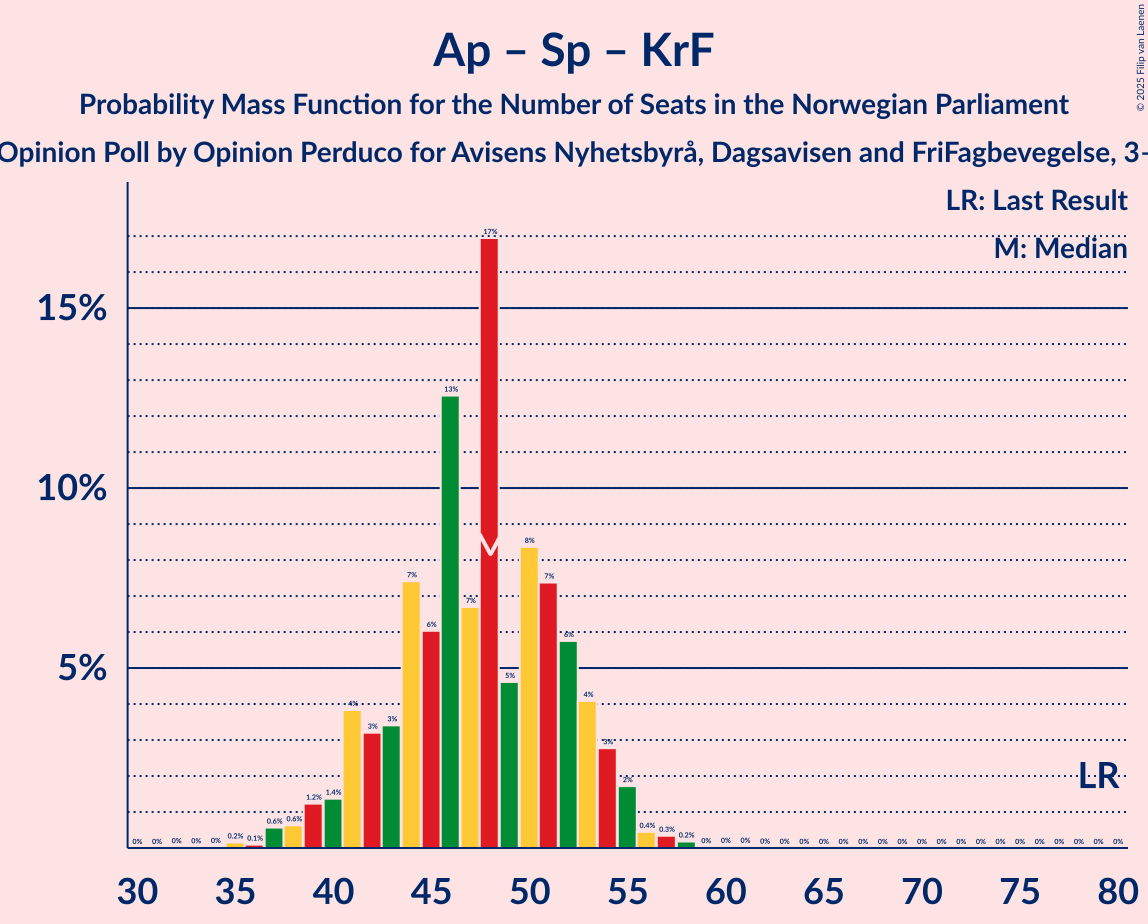 Ap – Sp – KrF
Probability Mass Function for the Number of Seats in the Norwegian Parliament
Opinion Poll by Opinion Perduco for Avisens Nyhetsbyrå, Dagsavisen and FriFagbevegelse, 3–
© 2025 Filip van Laenen
LR: Last Result
M: Median
17%
15%
13%
10%
8%
7%
7%
7%
6%
6%
5%
5%
4%
4%
3%
3%
3%
2%
LR
1.4%
1.2%
0.6%
0.6%
0.4%
0.3%
0% 0% 0% 0% 0% 0.2% 0.1% 0.2% 0% 0% 0% 0% 0% 0% 0% 0% 0% 0% 0% 0% 0% 0% 0% 0% 0% 0% 0% 0% 0% 0%
30 35 40 45 50 55 60 65 70 75 80